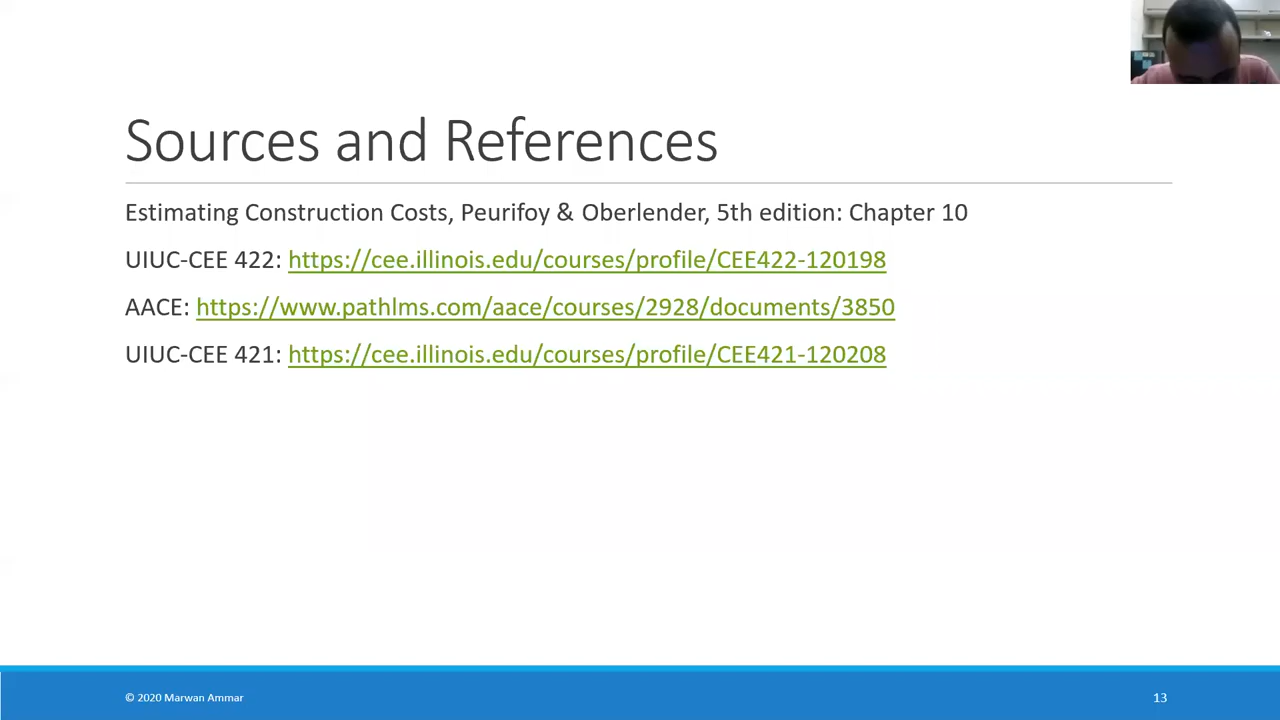 Sources and References
Estimating Construction Costs, Peurifoy & Oberlender, 5th edition: Chapter 10
UIUC-CEE 422: https://cee.illinois.edu/courses/profile/CEE422-120198
AACE: https://www.pathlms.com/aace/courses/2928/documents/3850
UIUC-CEE 421: https://cee.illinois.edu/courses/profile/CEE421-120208
© 2020 Marwan Ammar
13